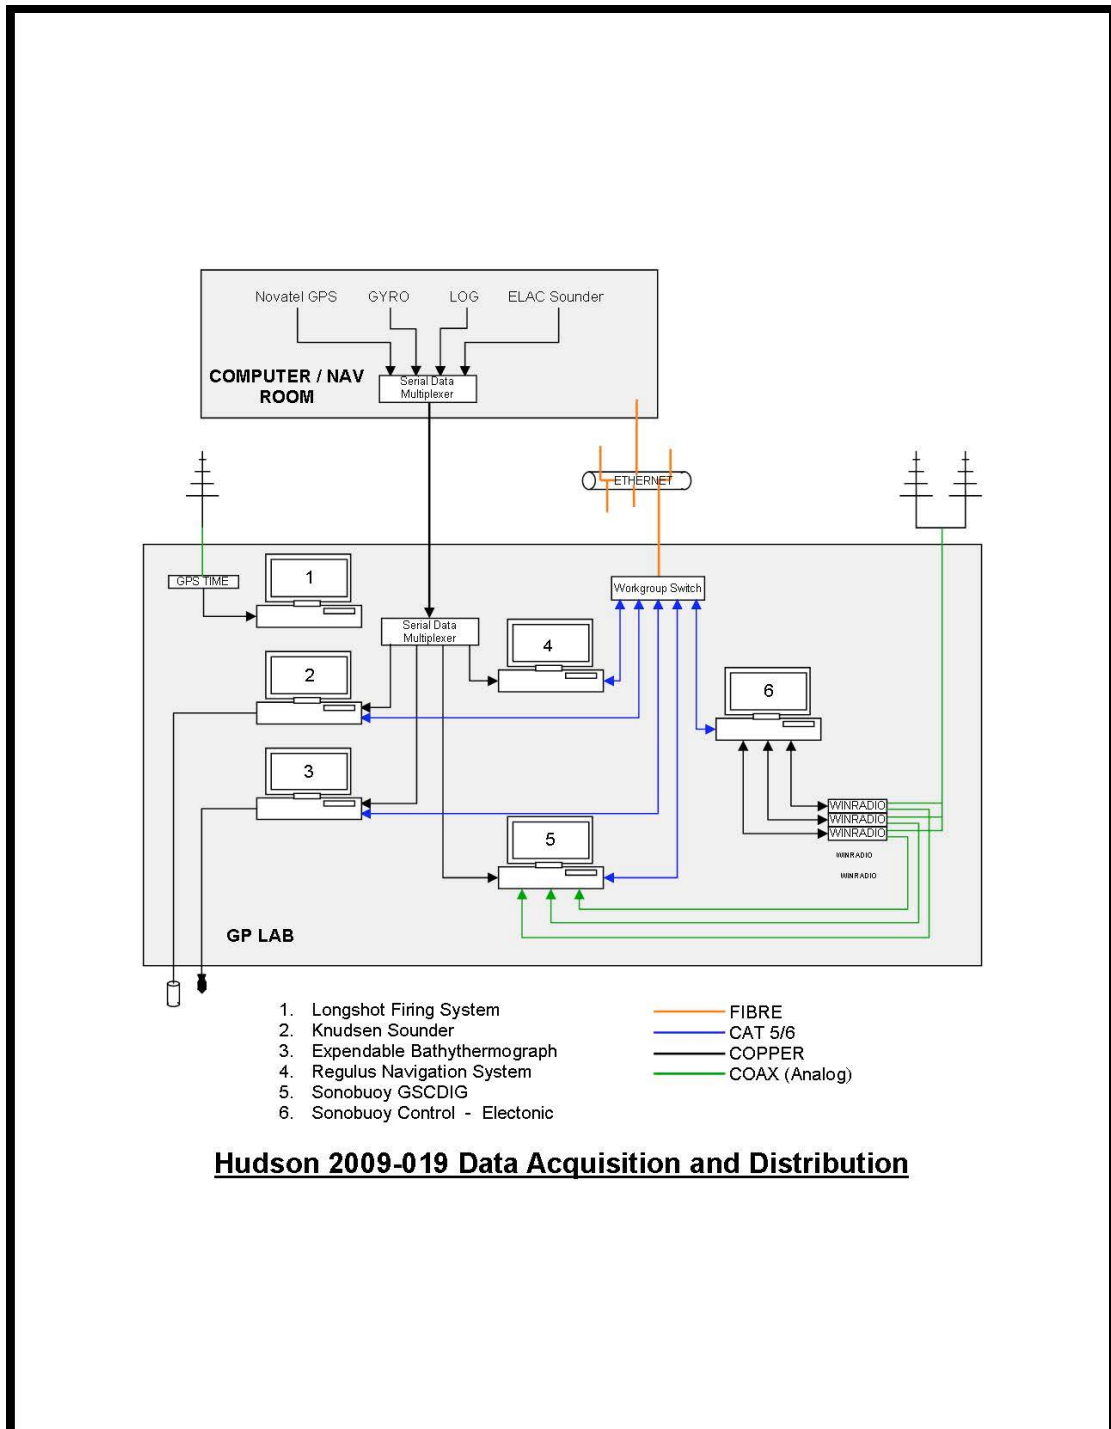 Novatel GPS GYRO LOG ELAC Sounder
COMPUTER / NAV
ROOM
Serial Data
Multiplexer
ETHERNET
GPS TIME
1
Workgroup Switch
Serial Data
Multiplexer
4
2
6
3
WINRADIO
WINRADIO
WINRADIO
5
WINRADIO
WINRADIO
GP LAB
1. Longshot Firing System
2. Knudsen Sounder
3. Expendable Bathythermograph
4. Regulus Navigation System
5. Sonobuoy GSCDIG
6. Sonobuoy Control - Electonic
FIBRE
CAT 5/6
COPPER
COAX (Analog)
Hudson 2009-019 Data Acquisition and Distribution